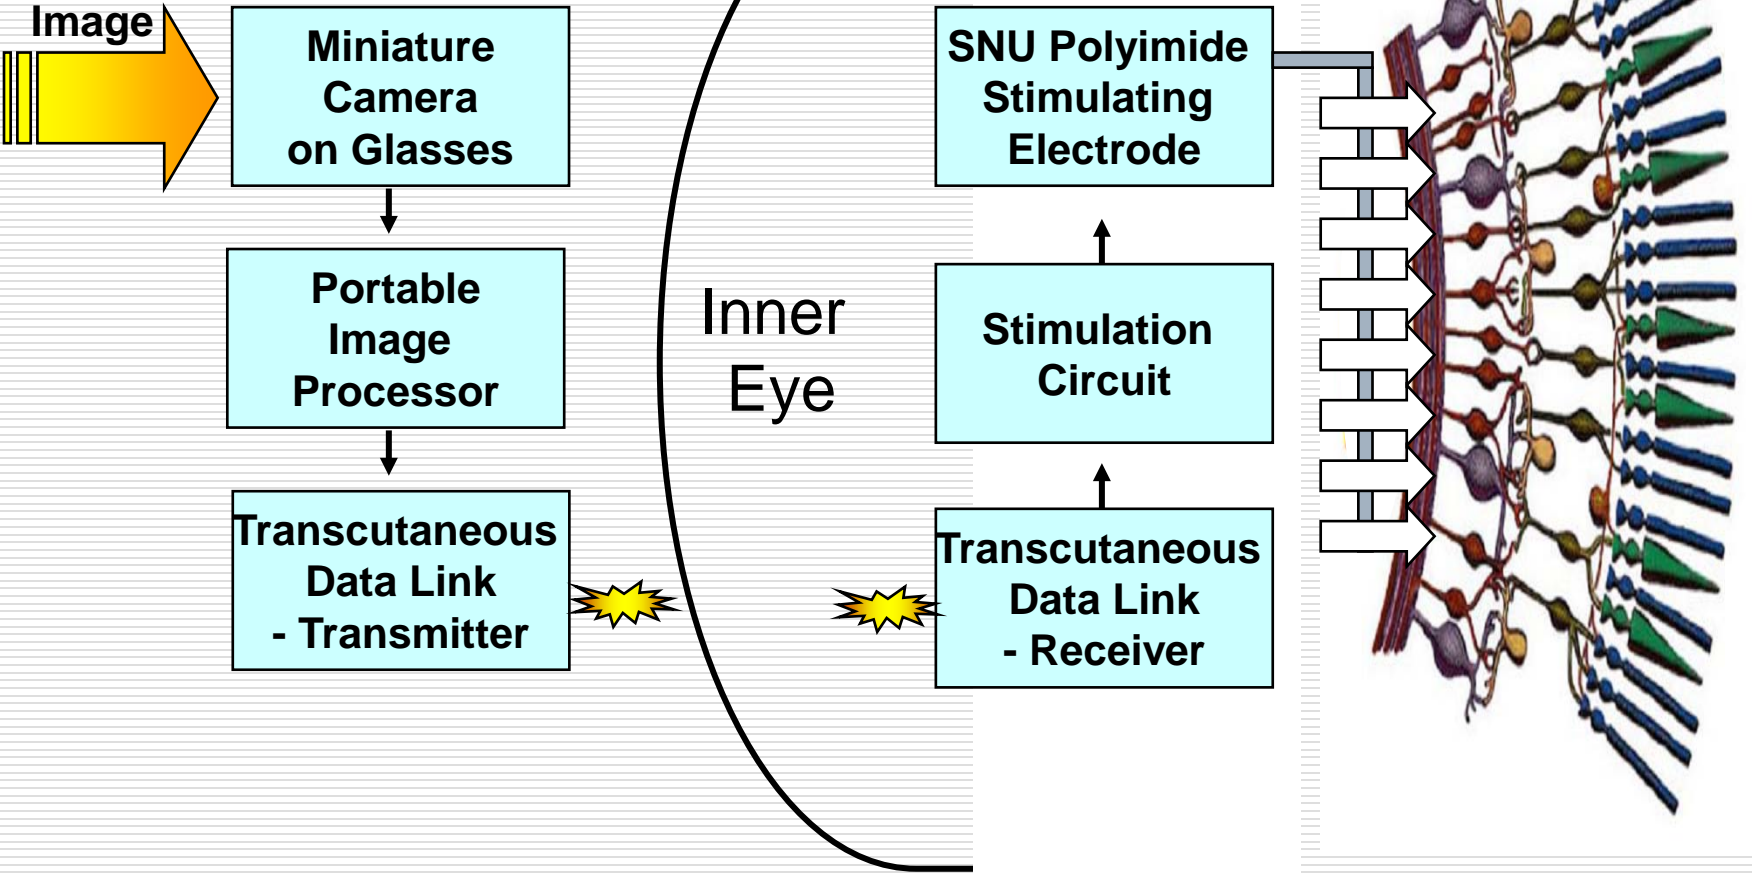 Image
Miniature
Camera
on Glasses
Portable
Image
Processor
Transcutaneous
Data Link
- Transmitter
Inner
Eye
SNU Polyimide
Stimulating
Electrode
Stimulation
Circuit
Transcutaneous
Data Link
- Receiver